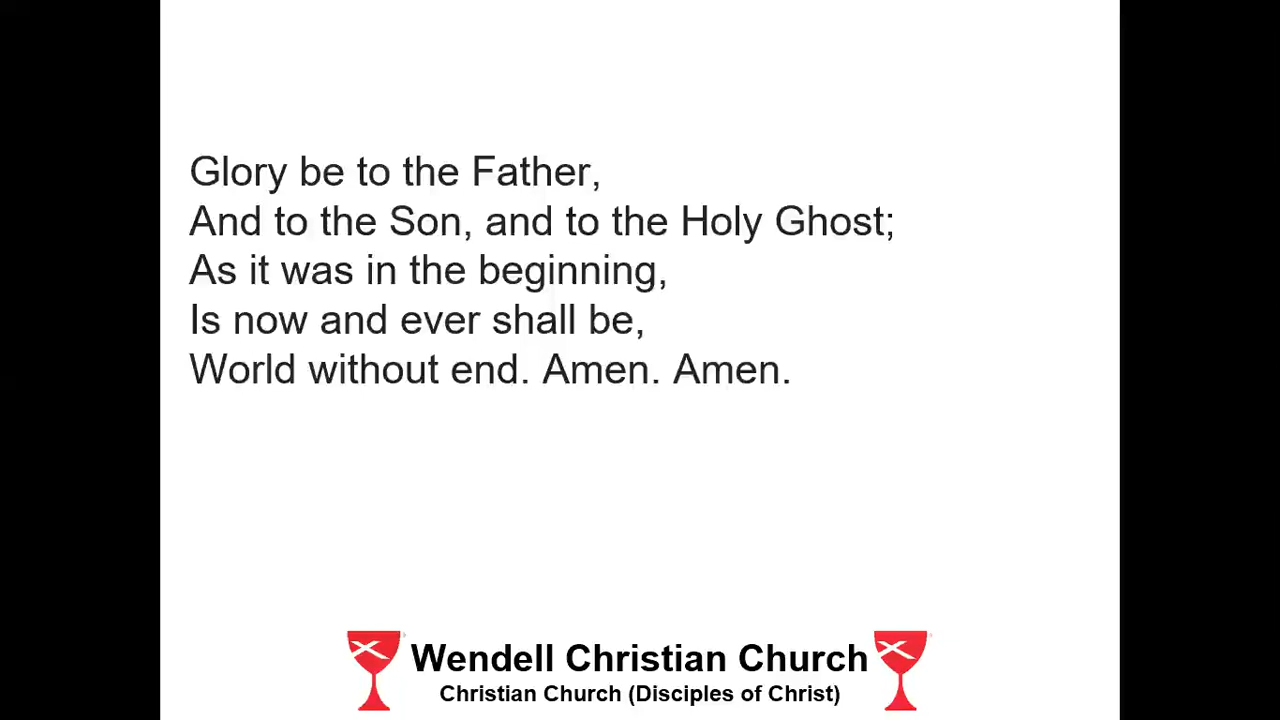 Glory be to the Father,
And to the Son, and to the Holy Ghost;
As it was in the beginning,
Is now and ever shall be,
World without end. Amen. Amen.
Wendell Christian Church
Christian Church (Disciples of Christ)